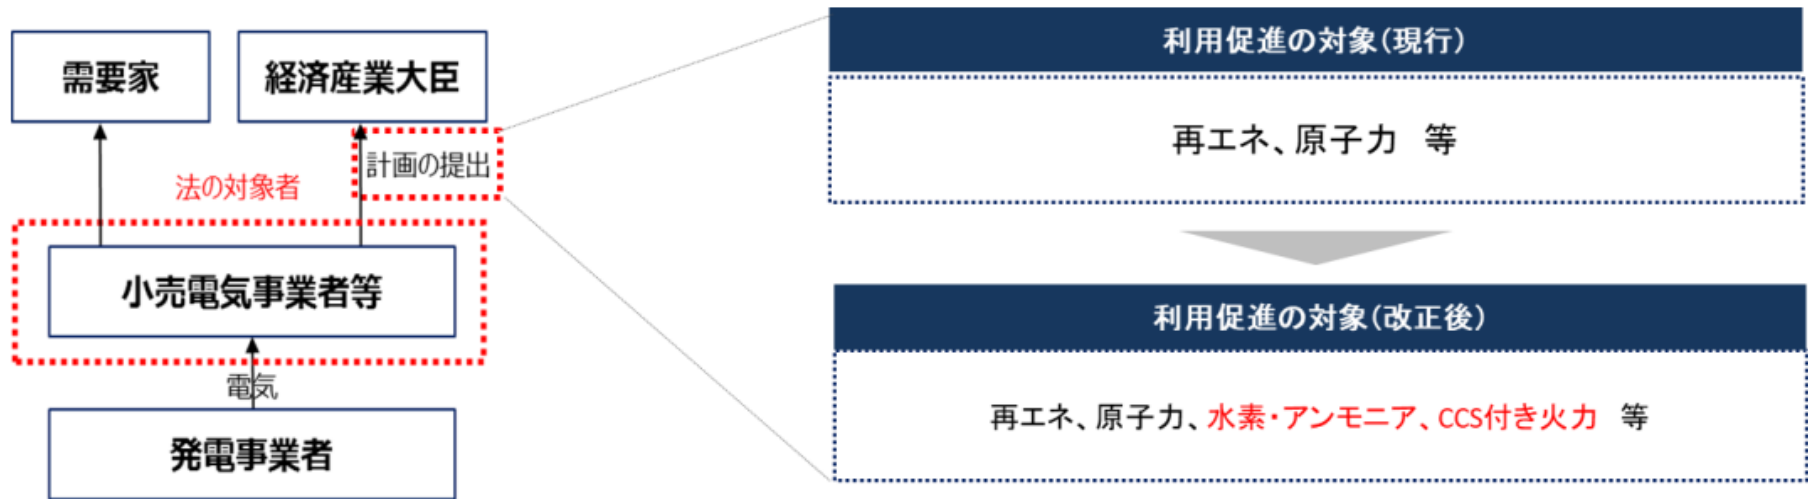 需要家
経済産業大臣
計画の提出
法の対象者
小売電気事業者等
電気
発電事業者
利用促進の対象(現行)
再エネ、原子力 等
利用促進の対象(改正後)
再エネ、原子力、水素・アンモニア、CCS付き火力 等